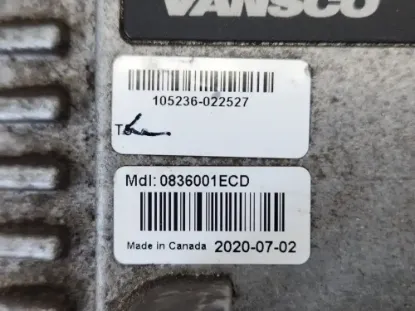 VANSCO
105236-022527
Mdl: 0836001ECD
Made in Canada 2020-07-02